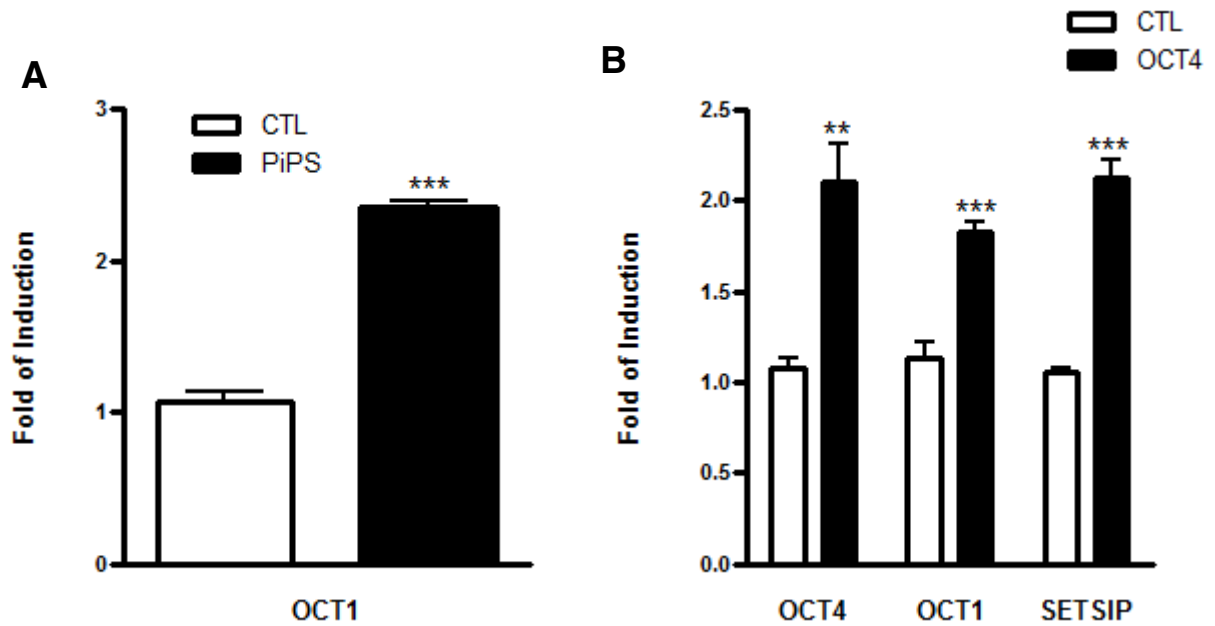 A
CTL
PiPS
3
2
1
0
Fold of Induction
***
OCT1
B
CTL
OCT4
2.5
2.0
1.5
1.0
0.5
0.0
Fold of Induction
**
***
***
OCT4 OCT1 SETSIP